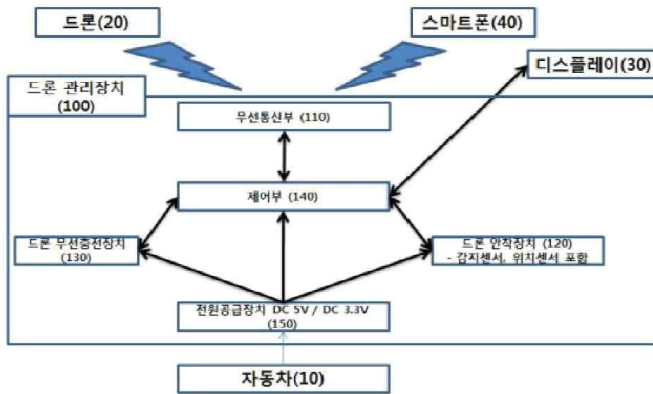 드론(20)
스마트폰(40)
디스플레이(30)
드론 관리장치
(100)
무선통신부 (110)
제어부 (140)
드론 무선충전장치
(130)
드론 안착장치 (120)
- 감지센서, 위치센서 포함
전원공급장치 DC 5V / DC 3.3V
(150)
자동차(10)